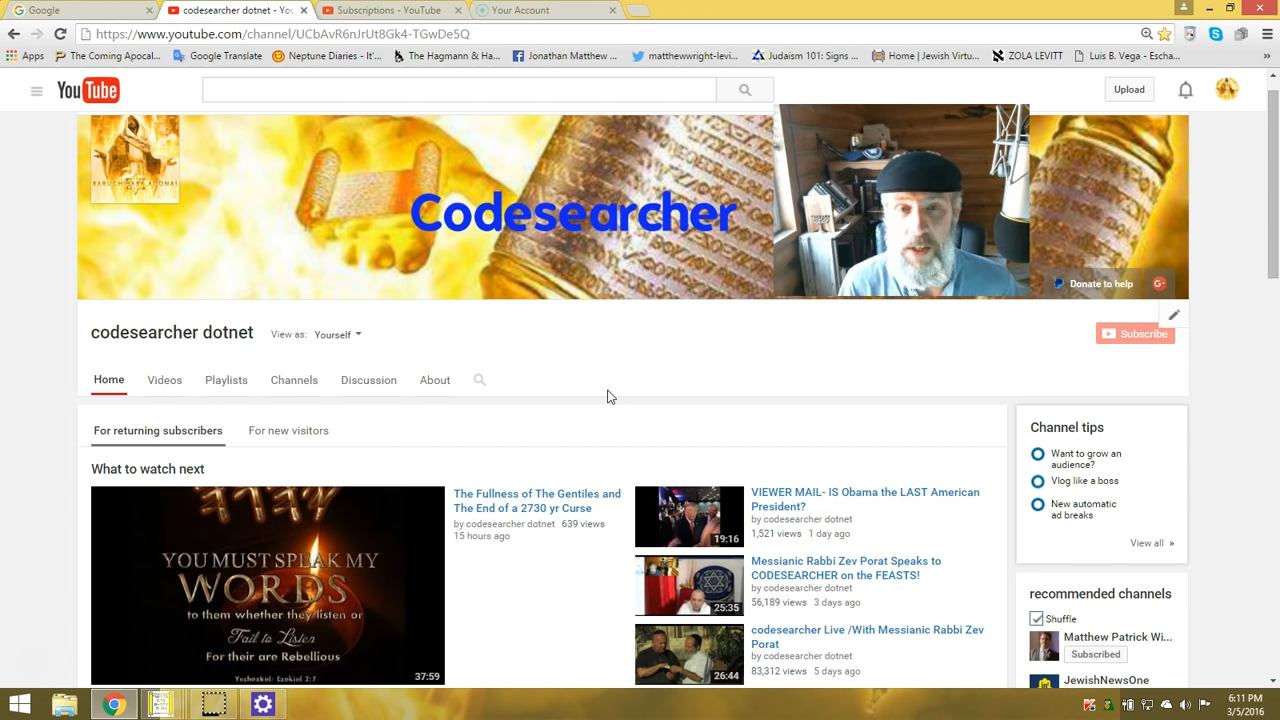 Google
codesearcher dotnet - Yo
Subscriptions - YouTube
Your Account
https://www.youtube.com/channel/UCbAvR6nJrUt8Gk4-TGwDe5Q
Apps
The Coming Apocal...
Google Translate
Neptune Diaries - It'...
The Hagmann & Ha...
Jonathan Matthew ...
matthewwright-levi...
Judaism 101: Signs ...
Home | Jewish Virtu...
ZOLA LEVITT
Luis B. Vega - Escha...
»
YouTube
Upload
BARUCH HABA ADONAI
Codesearcher
Donate to help
G+
codesearcher dotnet
View as: Yourself
Subscribe
Home
Videos
Playlists
Channels
Discussion
About
For returning subscribers
For new visitors
What to watch next
YOU MUST SPEAK MY
WORDS
to them whether they listen or
Fail to Listen
For their are Rebellious
Yechezkel/ Ezekiel 2:7
37:59
The Fullness of The Gentiles and
The End of a 2730 yr Curse
by codesearcher dotnet 639 views
15 hours ago
19:16
VIEWER MAIL- IS Obama the LAST American
President?
by codesearcher dotnet
1,521 views 1 day ago
25:35
Messianic Rabbi Zev Porat Speaks to
CODESEARCHER on the FEASTS!
by codesearcher dotnet
56,189 views 3 days ago
26:44
codesearcher Live /With Messianic Rabbi Zev
Porat
by codesearcher dotnet
83,312 views 5 days ago
Channel tips
Want to grow an
audience?
Vlog like a boss
New automatic
ad breaks
View all »
recommended channels
Shuffle
Matthew Patrick Wi...
Subscribed
JewishNewsOne
6:11 PM
3/5/2016